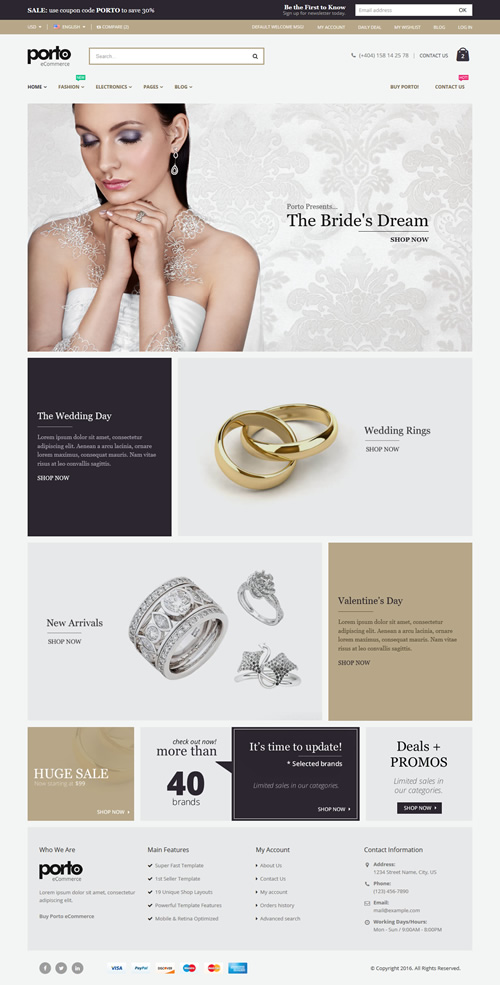 SALE: use coupon code PORTO to save 30%
Be the First to Know
Sign up for newsletter today.
Email address
OK
USD
ENGLISH
COMPARE (2)
DEFAULT WELCOME MSG!
MY ACCOUNT
DAILY DEAL
MY WISHLIST
BLOG
LOG IN
porto
eCommerce
Search...
(+404) 158 14 25 78
CONTACT US
2
NEW
HOT
HOME
FASHION
ELECTRONICS
PAGES
BLOG
BUY PORTO!
CONTACT US
Porto Presents...
The Bride's Dream
SHOP NOW
The Wedding Day
Lorem ipsum dolor sit amet, consectetur
adipiscing elit. Aenean a arcu lacinia, ornare
lorem maximus, consequat mauris. Nam vitae
risus at leo convallis sagittis.
SHOP NOW
Wedding Rings
SHOP NOW
New Arrivals
SHOP NOW
Valentine's Day
Lorem ipsum dolor sit amet, consectetur
adipiscing elit. Aenean a arcu lacinia, ornare
lorem maximus, consequat mauris. Nam vitae
risus at leo convallis sagittis.
SHOP NOW
HUGE SALE
Now starting at $99
SHOP NOW
check out now!
more than
40
brands
It's time to update!
* Selected brands
Limited sales in our categories.
SHOP NOW
Deals +
PROMOS
Limited sales in
our categories.
SHOP NOW
Who We Are
porto
eCommerce
Lorem ipsum dolor sit amet, consectetur
adipiscing elit.
Buy Porto eCommerce
Main Features
Super Fast Template
1st Seller Template
19 Unique Shop Layouts
Powerful Template Features
Mobile & Retina Optimized
My Account
About Us
Contact Us
My account
Orders history
Advanced search
Contact Information
Address:
1234 Street Name, City, US
Phone:
(123) 456-7890
Email:
mail@example.com
Working Days/Hours:
Mon - Sun / 9:00AM - 8:00PM
VISA
PayPal
DISCOVER
© Copyright 2016. All Rights Reserved.